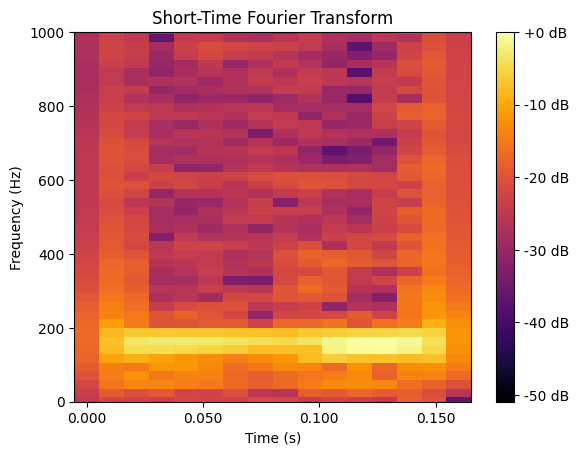 Short-Time Fourier Transform
1000
800
600
400
200
0
Frequency (Hz)
0.000
0.050
0.100
0.150
Time (s)
+0 dB
-10 dB
-20 dB
-30 dB
-40 dB
-50 dB